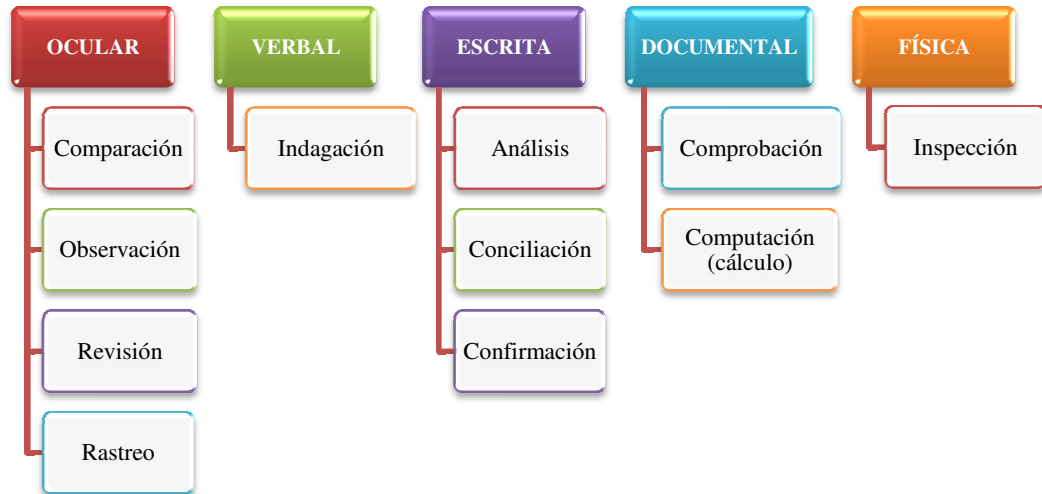 OCULAR
Comparación
Observación
Revisión
Rastreo
VERBAL
Indagación
ESCRITA
Análisis
Conciliación
Confirmación
DOCUMENTAL
Comprobación
Computación
(cálculo)
FÍSICA
Inspección